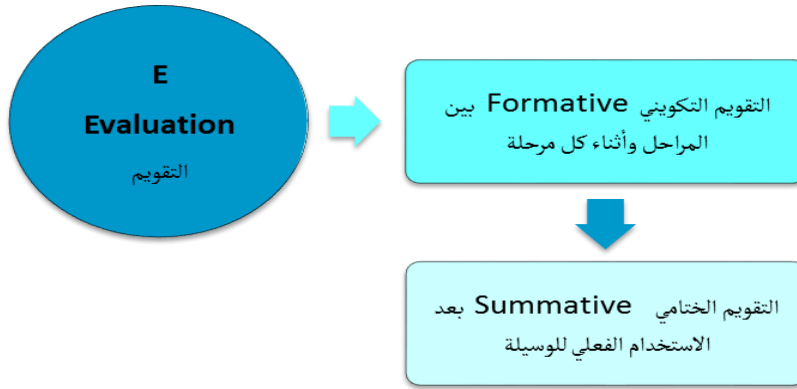 E
Evaluation
التقويم
التقويم التكويني Formative بين
المراحل وأثناء كل مرحلة
التقويم الختامي Summative بعد
الاستخدام الفعلي للوسيلة